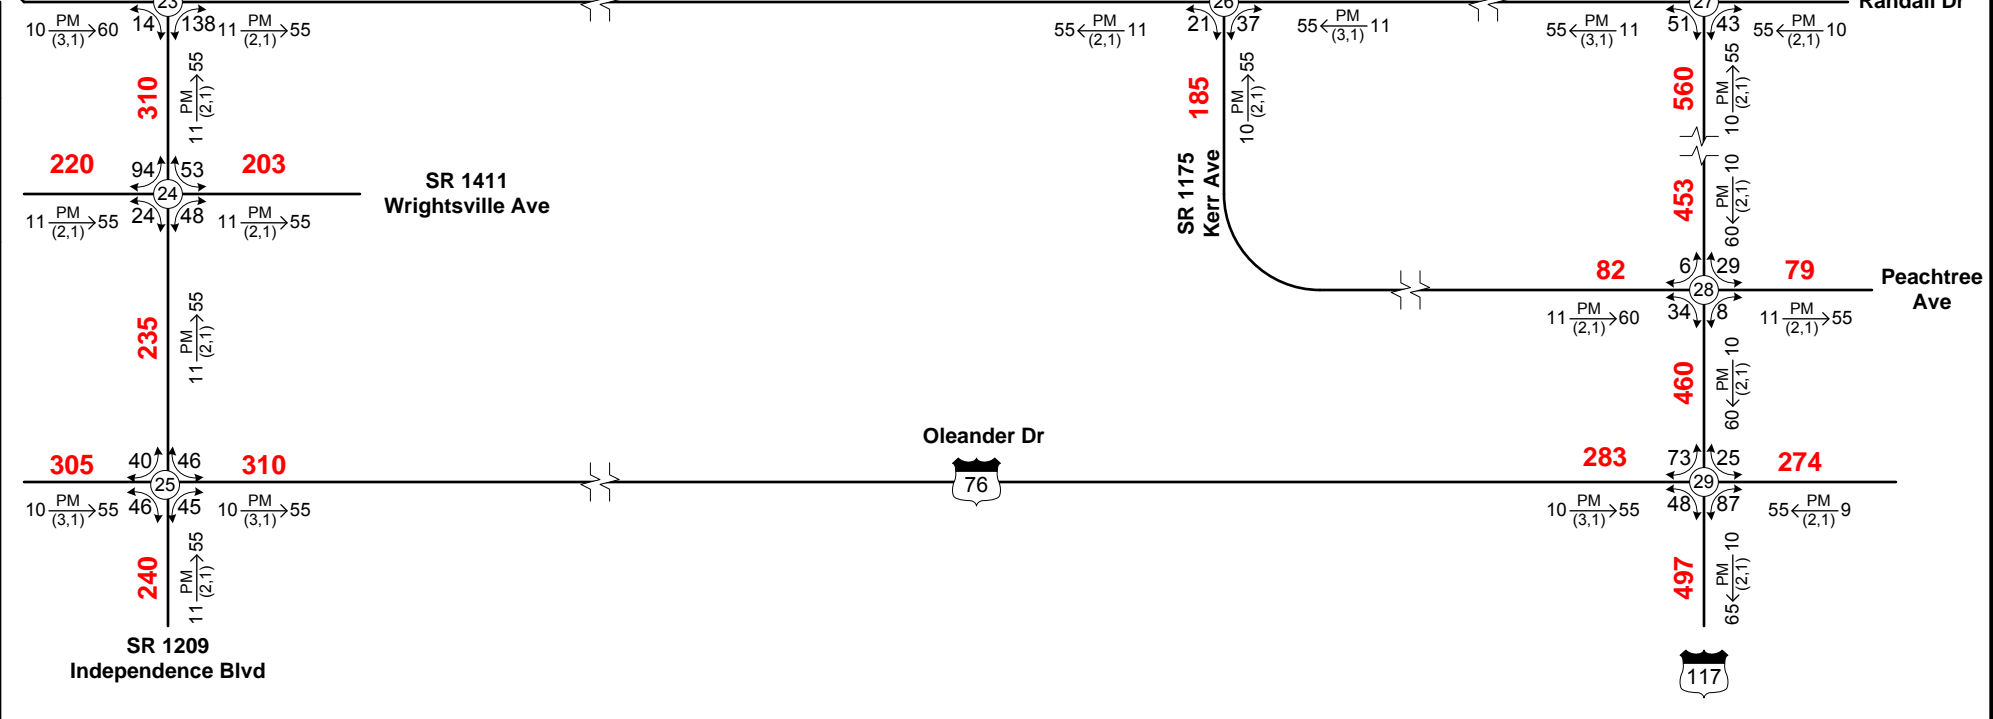 23
26
27
Randall Dr
10 PM (3,1) 60
14
138
11 PM (2,1) 55
55 PM (2,1) 11
21
37
55 PM (3,1) 11
55 PM (3,1) 11
51
43
55 PM (2,1) 10
310
11 PM (2,1) 55
185
10 PM (2,1) 55
560
10 PM (2,1) 55
220
94
53
203
24
11 PM (2,1) 55
24
48
11 PM (2,1) 55
SR 1411
Wrightsville Ave
SR 1175
Kerr Ave
453
60 PM (2,1) 10
82
6
29
79
28
Peachtree
Ave
11 PM (2,1) 60
34
8
11 PM (2,1) 55
235
11 PM (2,1) 55
460
60 PM (2,1) 10
Oleander Dr
76
305
40
46
310
25
10 PM (3,1) 55
46
45
10 PM (3,1) 55
283
73
25
274
29
10 PM (3,1) 55
48
87
55 PM (2,1) 9
240
11 PM (2,1) 55
497
65 PM (2,1) 10
SR 1209
Independence Blvd
117